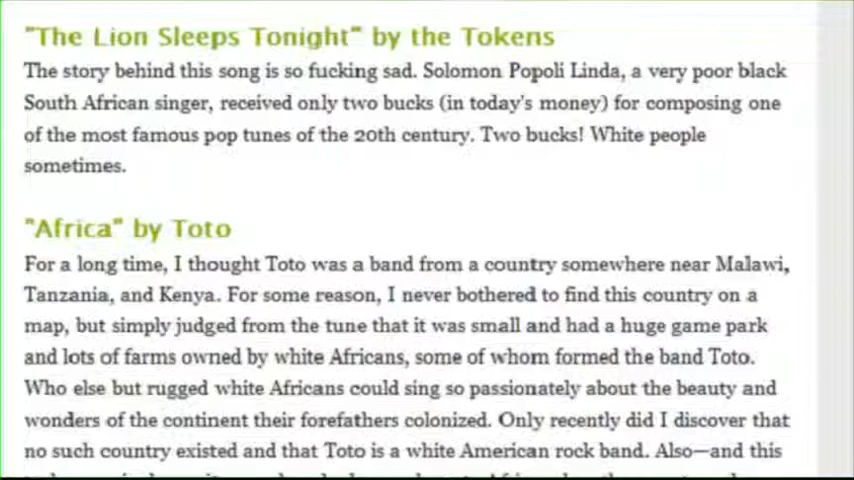 "The Lion Sleeps Tonight" by the Tokens
The story behind this song is so fucking sad. Solomon Popoli Linda, a very poor black
South African singer, received only two bucks (in today's money) for composing one
of the most famous pop tunes of the 20th century. Two bucks! White people
sometimes.
"Africa" by Toto
For a long time, I thought Toto was a band from a country somewhere near Malawi,
Tanzania, and Kenya. For some reason, I never bothered to find this country on a
map, but simply judged from the tune that it was small and had a huge game park
and lots of farms owned by white Africans, some of whom formed the band Toto.
Who else but rugged white Africans could sing so passionately about the beauty and
wonders of the continent their forefathers colonized. Only recently did I discover that
no such country existed and that Toto is a white American rock band. Also—and this